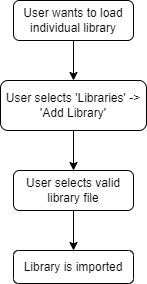 User wants to load
individual library
User selects 'Libraries' ->
'Add Library'
User selects valid
library file
Library is imported